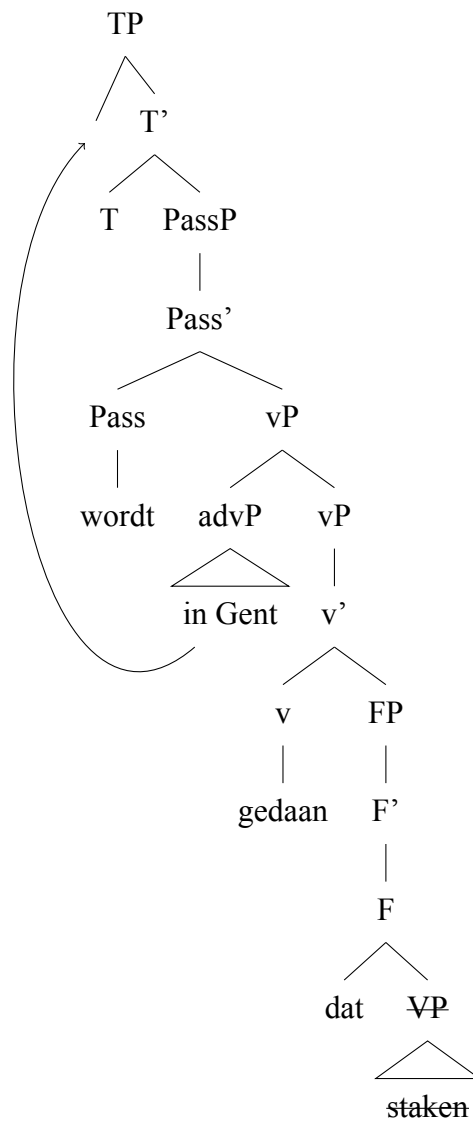 TP
T’
T PassP
Pass’
Pass vP
wordt advP vP
in Gent v’
v FP
gedaan F’
F
dat VP
staken